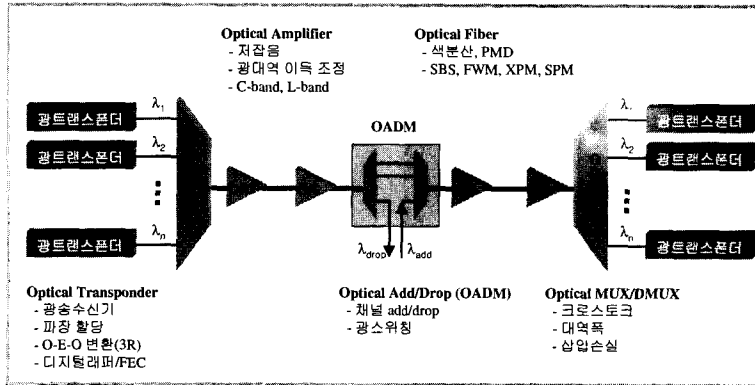 Optical Amplifier
- 저잡음
- 광대역 이득 조정
- C-band, L-band
Optical Fiber
- 색분산, PMD
- SBS, FWM, XPM, SPM
광트랜스폰더
λ1
광트랜스폰더
λ2
광트랜스폰더
λn
OADM
λdrop
λadd
광트랜스폰더
λ2
광트랜스폰더
λn
광트랜스폰더
Optical Transponder
- 광송수신기
- 파장 할당
- O-E-O 변환(3R)
- 디지털래퍼/FEC
Optical Add/Drop (OADM)
- 채널 add/drop
- 광스위칭
Optical MUX/DMUX
- 크로스토크
- 대역폭
- 삽입손실